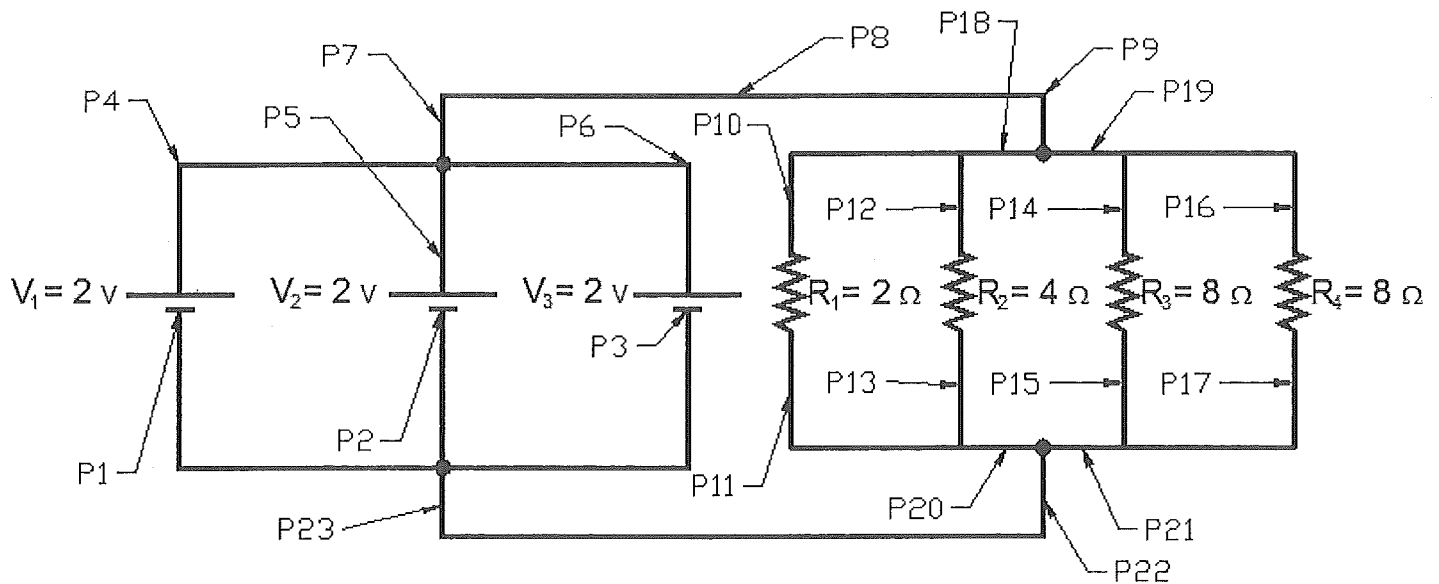 P18
P8
P9
P7
P4
P19
P5
P6
P10
P12
P14
P16
V₁ = 2 v
V₂ = 2 v
V₃ = 2 v
R₁ = 2 Ω
R₂ = 4 Ω
R₃ = 8 Ω
R₄ = 8 Ω
P3
P13
P15
P17
P2
P1
P11
P20
P23
P21
P22